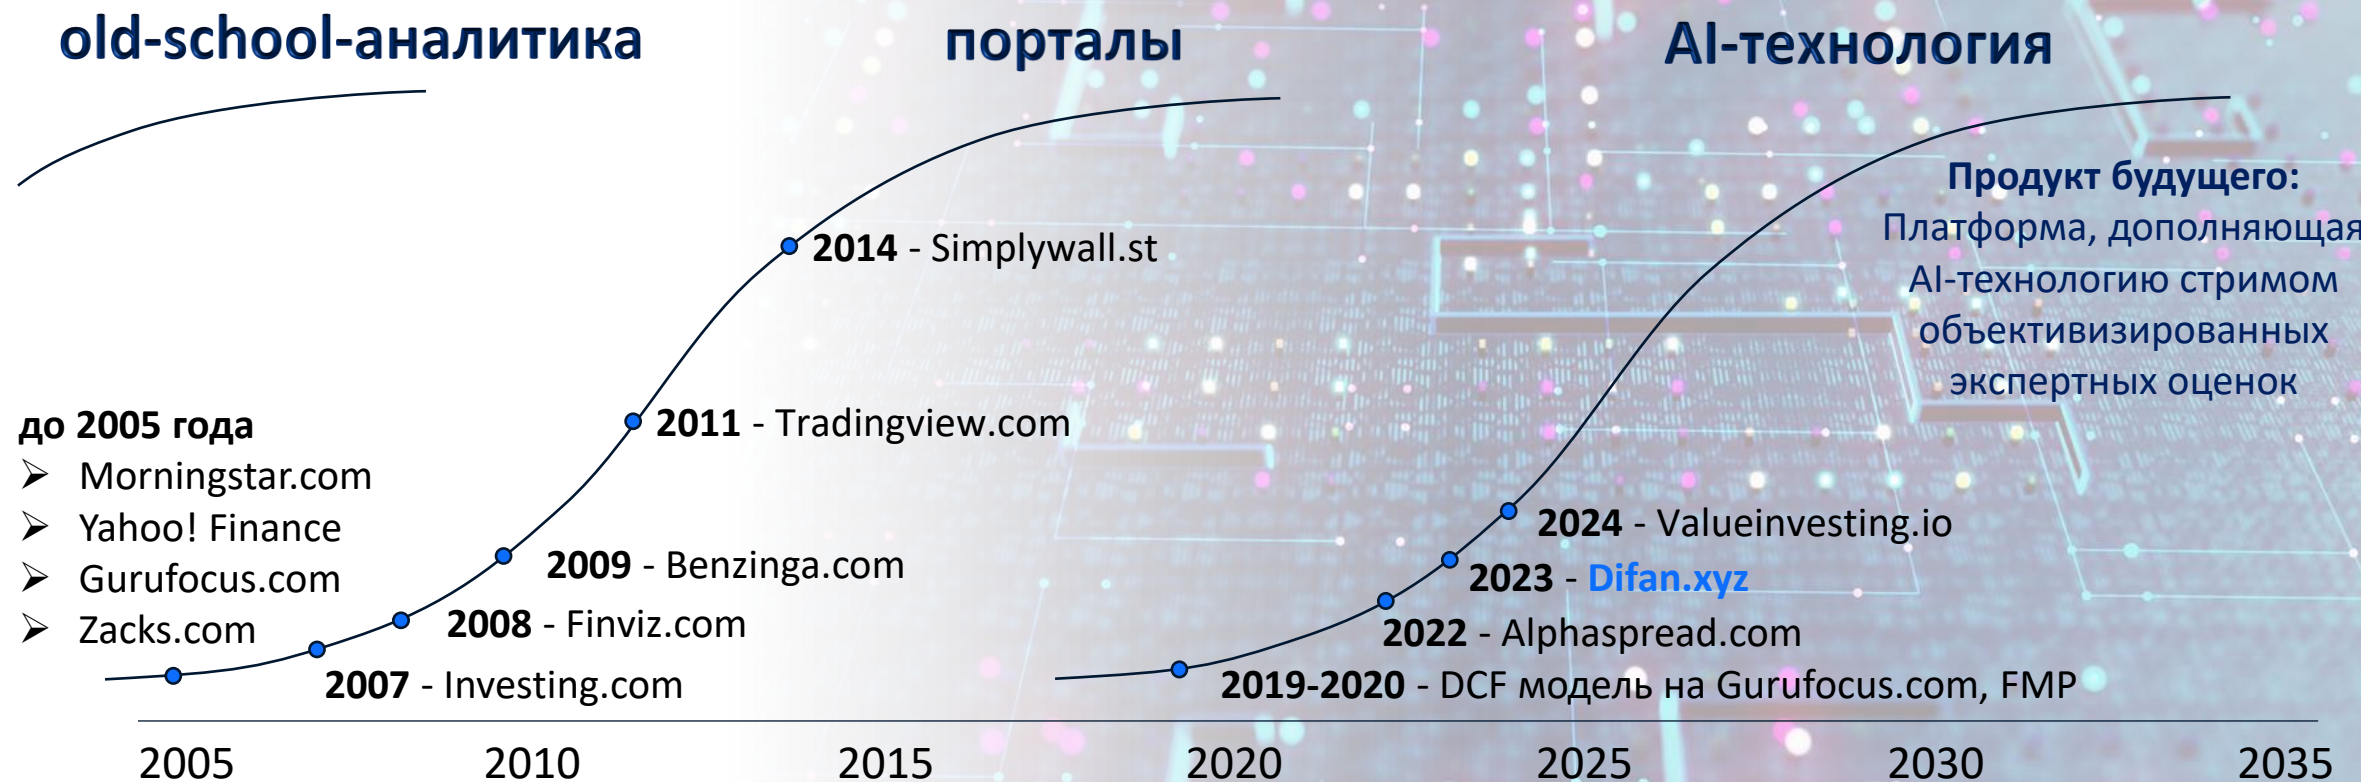 old-school-аналитика
порталы
AI-технология
Продукт будущего:
Платформа, дополняющая
AI-технологию стримом
объективизированных
экспертных оценок
2014 - Simplywall.st
2011 - Tradingview.com
до 2005 года
➢ Morningstar.com
➢ Yahoo! Finance
➢ Gurufocus.com
➢ Zacks.com
2009 - Benzinga.com
2008 - Finviz.com
2007 - Investing.com
2024 - Valueinvesting.io
2023 - Difan.xyz
2022 - Alphaspread.com
2019-2020 - DCF модель на Gurufocus.com, FMP
2005 2010 2015 2020 2025 2030 2035